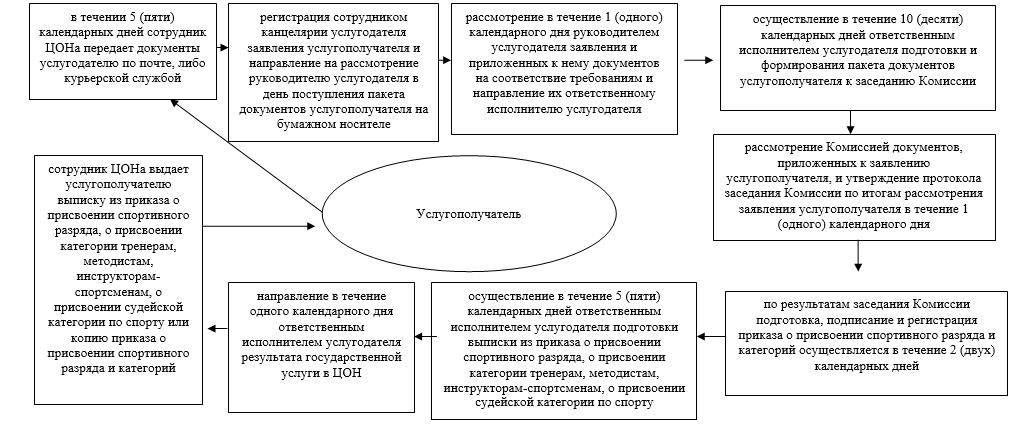 в течении 5 (пяти)
календарных дней сотрудник
ЦОНа передает документы
услугодателю по почте, либо
курьерской службой
регистрация сотрудником
канцелярии услугодателя
заявления услугополучателя и
направление на рассмотрение
руководителю услугодателя в
день поступления пакета
документов услугополучателя на
бумажном носителе
рассмотрение в течение 1 (одного)
календарного дня руководителем
услугодателя заявления и
приложенных к нему документов
на соответствие требованиям и
направление их ответственному
исполнителю услугодателя
осуществление в течение 10 (десяти)
календарных дней ответственным
исполнителем услугодателя подготовки и
формирования пакета документов
услугополучателя к заседанию Комиссии
рассмотрение Комиссией документов,
приложенных к заявлению
услугополучателя, и утверждение протокола
заседания Комиссии по итогам рассмотрения
заявления услугополучателя в течение 1
(одного) календарного дня
по результатам заседания Комиссии
подготовка, подписание и регистрация
приказа о присвоении спортивного разряда и
категорий осуществляется в течение 2 (двух)
календарных дней
осуществление в течение 5 (пяти)
календарных дней ответственным
исполнителем услугодателя подготовки
выписки из приказа о присвоении
спортивного разряда, о присвоении
категории тренерам, методистам,
инструкторам-спортсменам, о присвоении
судейской категории по спорту
направление в течение
одного календарного дня
ответственным
исполнителем услугодателя
результата государственной
услуги в ЦОН
сотрудник ЦОНа выдает
услугополучателю
выписку из приказа о
присвоении спортивного
разряда, о присвоении
категории тренерам,
методистам,
инструкторам-
спортсменам, о
присвоении судейской
категории по спорту или
копию приказа о
присвоении спортивного
разряда и категорий
Услугополучатель